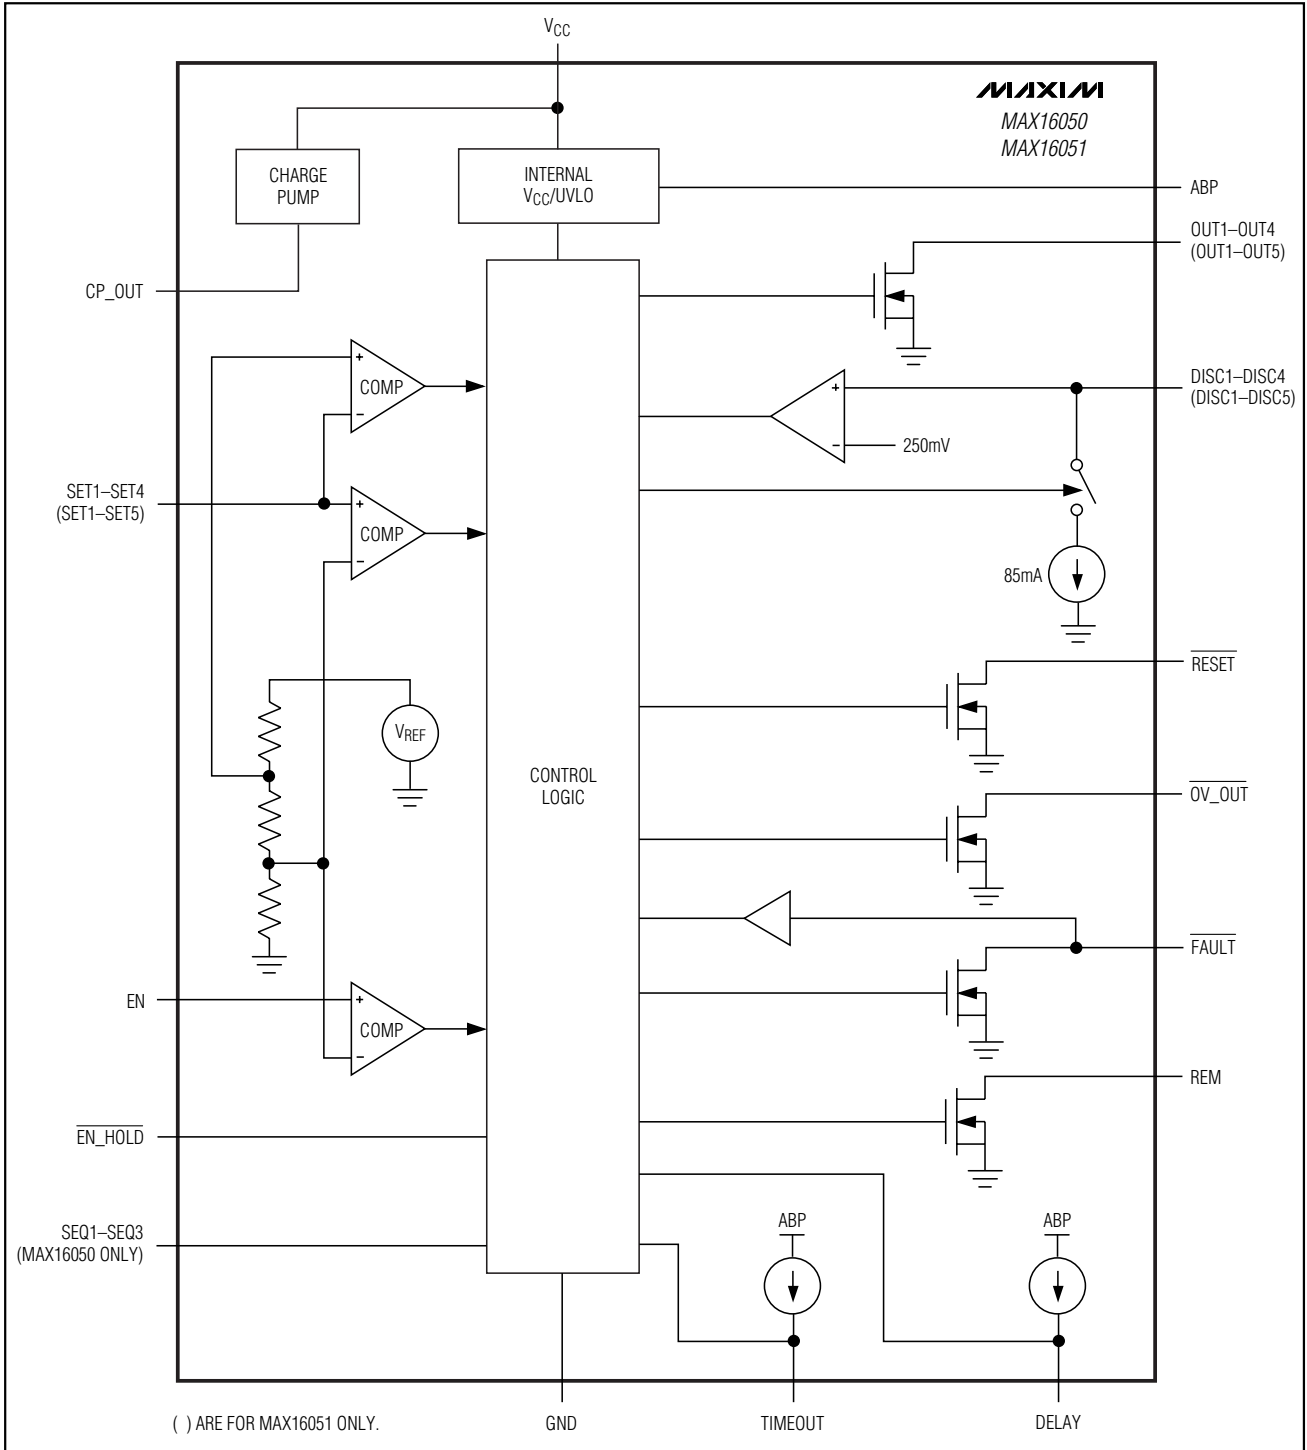 VCC
MAXIM
MAX16050
MAX16051
CHARGE
PUMP
INTERNAL
VCC/UVLO
ABP
OUT1–OUT4
(OUT1–OUT5)
CP_OUT
+
COMP
−
DISC1–DISC4
(DISC1–DISC5)
+
−
250mV
SET1–SET4
(SET1–SET5)
+
COMP
−
85mA
RESET
VREF
CONTROL
LOGIC
OV_OUT
FAULT
EN
+
COMP
−
REM
EN_HOLD
SEQ1–SEQ3
(MAX16050 ONLY)
ABP
ABP
( ) ARE FOR MAX16051 ONLY.
GND
TIMEOUT
DELAY